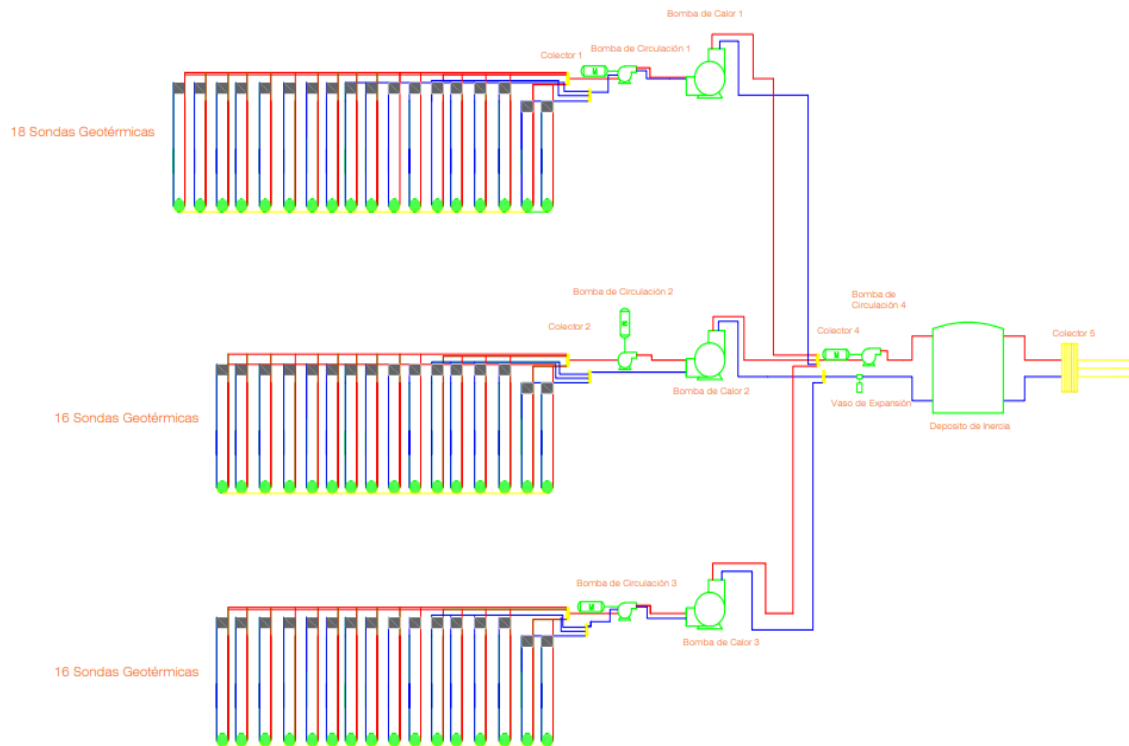 Bomba de Calor 1
Colector 1
Bomba de Circulación 1
M
18 Sondas Geotérmicas
Bomba de Circulación 2
Colector 2
Bomba de Calor 2
16 Sondas Geotérmicas
Bomba de
Circulación 4
Colector 4
M
Vaso de Expansión
Deposito de Inercia
Colector 5
Bomba de Circulación 3
M
Bomba de Calor 3
16 Sondas Geotérmicas